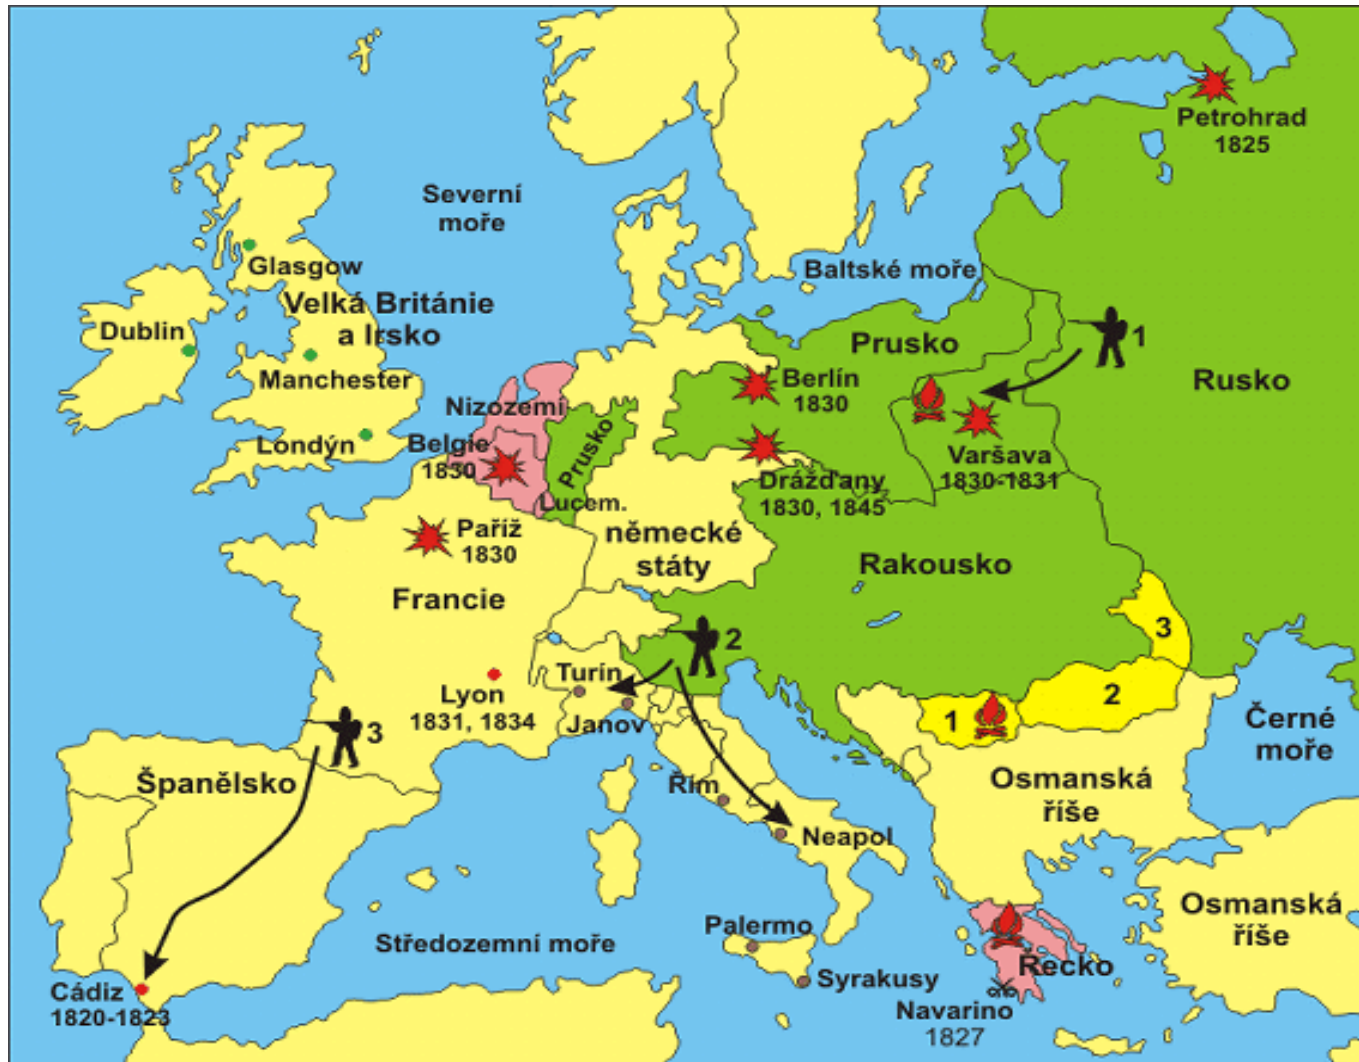 Petrohrad
1825
Severní
moře
Glasgow
Baltské moře
Velká Británie
a Irsko
Dublin
Prusko
1
Manchester
Berlín
1830
Rusko
Nizozemí
Londýn
Belgie
1830
Prusko
Varšava
1830-1831
Drážďany
1830, 1845
Lucem.
Paříž
1830
německé
státy
Rakousko
Francie
3
2
Turín
Lyon
1831, 1834
Janov
2
1
Černé
moře
3
Španělsko
Osmanská
říše
Řím
Neapol
Osmanská
říše
Palermo
Středozemní moře
Řecko
Syrakusy
Cádiz
1820-1823
Navarino
1827